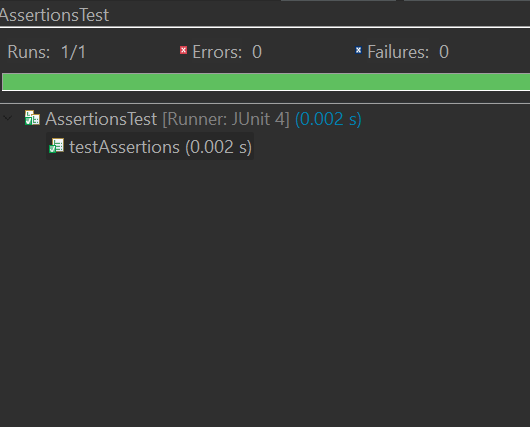 AssertionsTest
Runs: 1/1 Errors: 0 Failures: 0
AssertionsTest [Runner: JUnit 4] (0.002 s)
testAssertions (0.002 s)